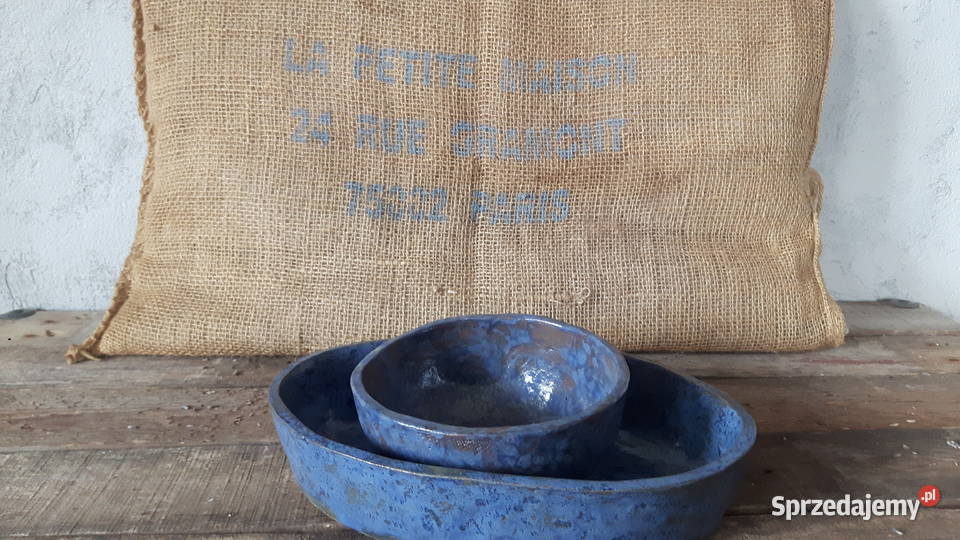 LA PETITE MAISON
24 RUE GRAMONT
75002 PARIS
Sprzedajemy.pl